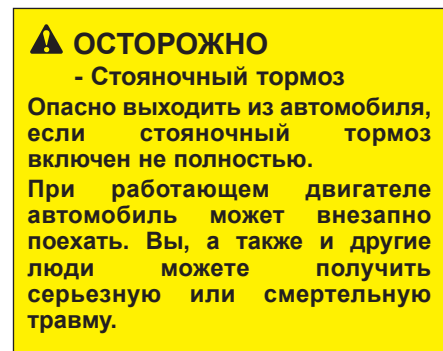 ОСТОРОЖНО
- Стояночный тормоз
Опасно выходить из автомобиля,
если стояночный тормоз
включен не полностью.
При работающем двигателе
автомобиль может внезапно
поехать. Вы, а также и другие
люди можете получить
серьезную или смертельную
травму.